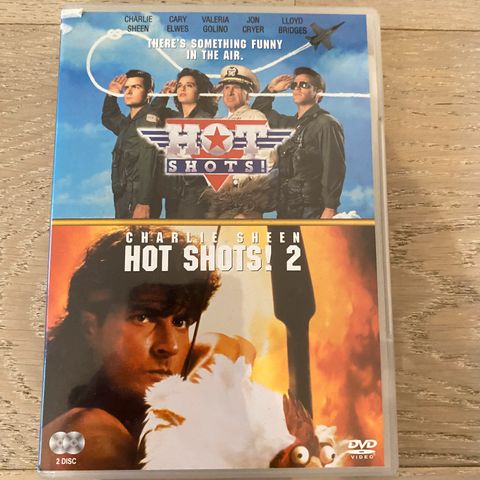 CHARLIE SHEEN CARY ELWES VALERIA GOLINO JON CRYER LLOYD BRIDGES
THERE'S SOMETHING FUNNY
IN THE AIR.
HOT
SHOTS!
CHARLIE SHEEN
HOT SHOTS! 2
2 DISC
DVD
VIDEO